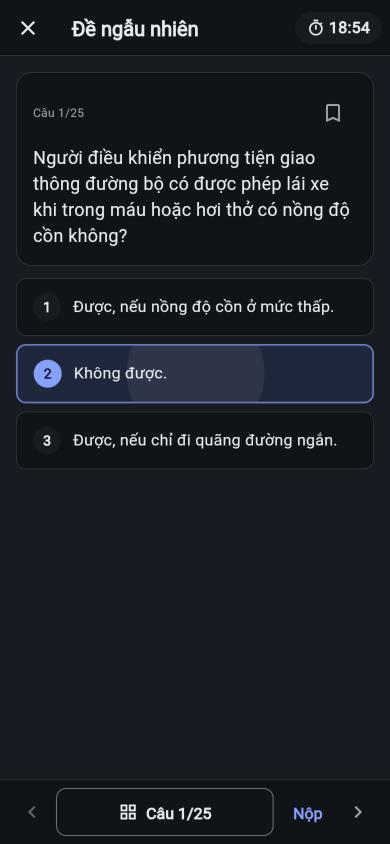 Đề ngẫu nhiên
18:54
Câu 1/25
Người điều khiển phương tiện giao
thông đường bộ có được phép lái xe
khi trong máu hoặc hơi thở có nồng độ
cồn không?
1 Được, nếu nồng độ cồn ở mức thấp.
2 Không được.
3 Được, nếu chỉ đi quãng đường ngắn.
Câu 1/25
Nộp